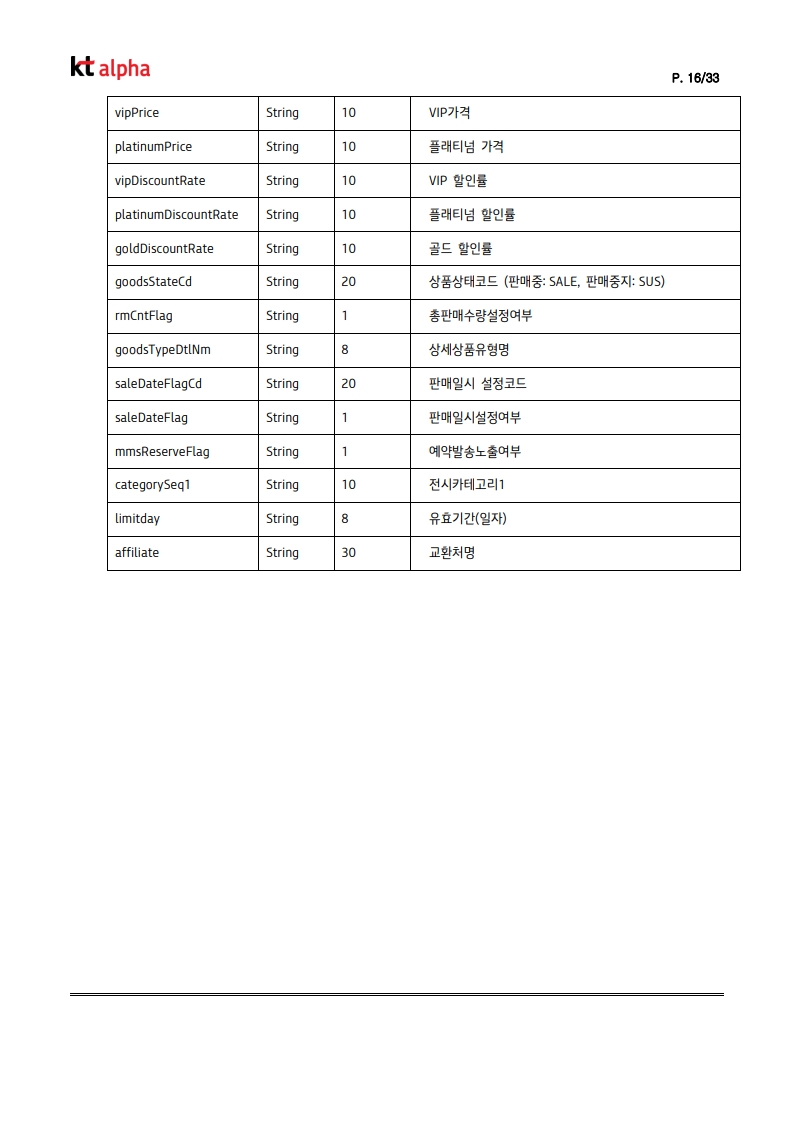 kt alpha
P. 16/33
vipPrice String 10 VIP가격
platinumPrice String 10 플래티넘 가격
vipDiscountRate String 10 VIP 할인률
platinumDiscountRate String 10 플래티넘 할인률
goldDiscountRate String 10 골드 할인률
goodsStateCd String 20 상품상태코드 (판매중: SALE, 판매중지: SUS)
rmCntFlag String 1 총판매수량설정여부
goodsTypeDtlNm String 8 상세상품유형명
saleDateFlagCd String 20 판매일시 설정코드
saleDateFlag String 1 판매일시설정여부
mmsReserveFlag String 1 예약발송노출여부
categorySeq1 String 10 전시카테고리1
limitday String 8 유효기간(일자)
affiliate String 30 교환처명